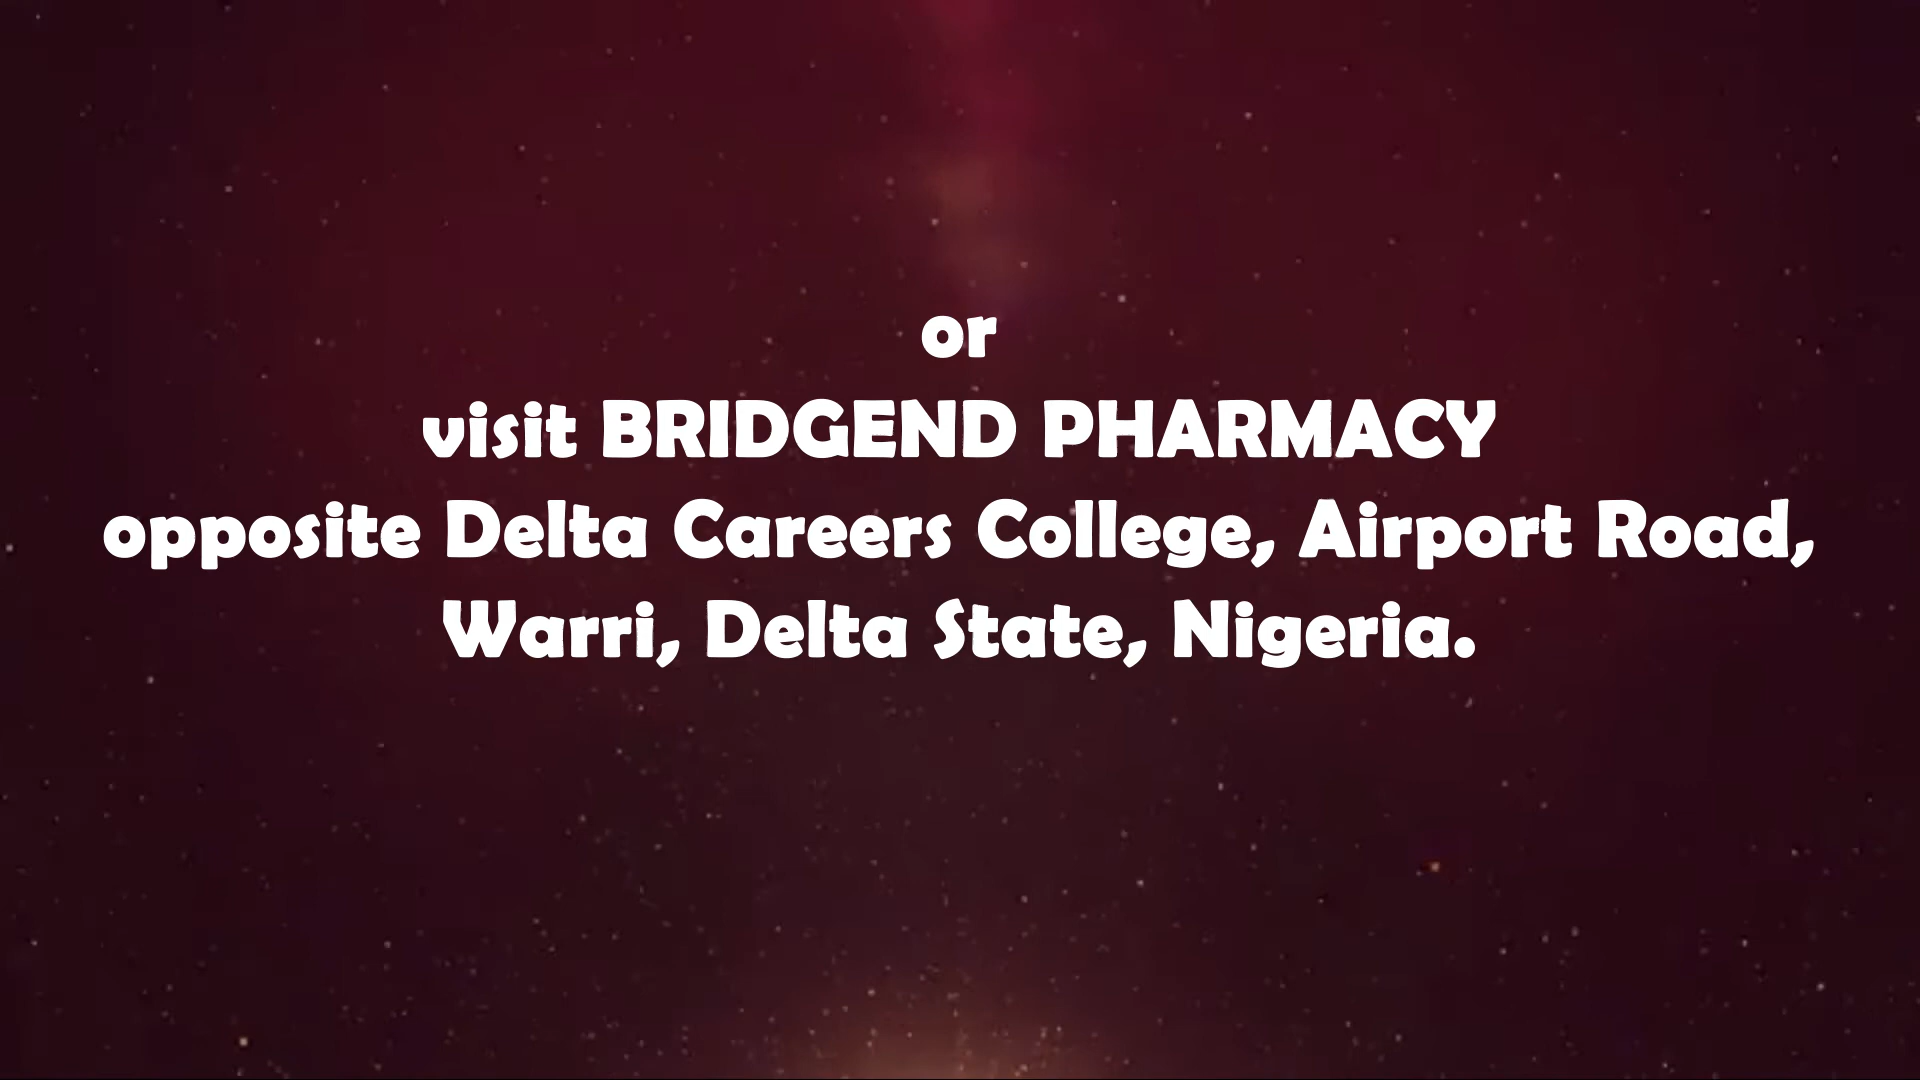 or
visit BRIDGEND PHARMACY
opposite Delta Careers College, Airport Road,
Warri, Delta State, Nigeria.